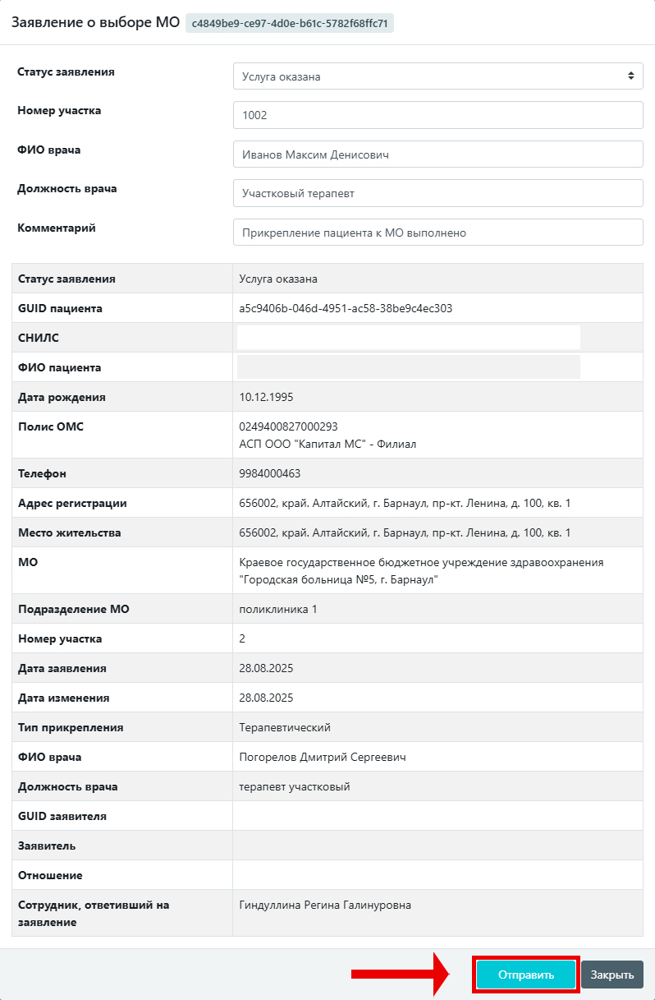 Заявление о выборе МО c4849be9-ce97-4d0e-b61c-5782f68ffc71
Статус заявления Услуга оказана
Номер участка 1002
ФИО врача Иванов Максим Денисович
Должность врача Участковый терапевт
Комментарий Прикрепление пациента к МО выполнено
Статус заявления Услуга оказана
GUID пациента a5c9406b-046d-4951-ac58-38be9c4ec303
СНИЛС
ФИО пациента
Дата рождения 10.12.1995
Полис ОМС 0249400827000293
АСП ООО "Капитал МС" - Филиал
Телефон 9984000463
Адрес регистрации 656002, край. Алтайский, г. Барнаул, пр-кт. Ленина, д. 100, кв. 1
Место жительства 656002, край. Алтайский, г. Барнаул, пр-кт. Ленина, д. 100, кв. 1
МО Краевое государственное бюджетное учреждение здравоохранения
"Городская больница №5, г. Барнаул"
Подразделение МО поликлиника 1
Номер участка 2
Дата заявления 28.08.2025
Дата изменения 28.08.2025
Тип прикрепления Терапевтический
ФИО врача Погорелов Дмитрий Сергеевич
Должность врача терапевт участковый
GUID заявителя
Заявитель
Отношение
Сотрудник, ответивший на Гиндуллина Регина Галинуровна
заявление
Отправить Закрыть